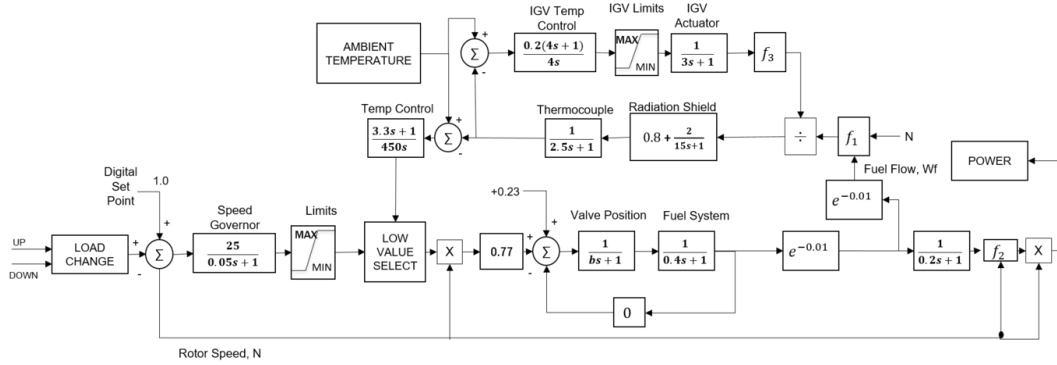 IGV Temp
Control
IGV Limits
IGV
Actuator
AMBIENT
TEMPERATURE
+
Σ
-
0.2(4s + 1)
4s
MAX
MIN
1
3s + 1
f3
Temp Control
Thermocouple
Radiation Shield
3.3s + 1
450s
+
Σ
-
1
2.5s + 1
0.8 + 2
15s+1
÷
f1
N
Fuel Flow, Wf
POWER
e^−0.01
Digital
Set
Point
1.0
+
Speed
Governor
Limits
+0.23
+
Valve Position
Fuel System
UP
DOWN
LOAD
CHANGE
+
Σ
-
25
0.05s + 1
MAX
MIN
LOW
VALUE
SELECT
X
0.77
+
Σ
-
1
bs + 1
1
0.4s + 1
e^−0.01
1
0.2s + 1
f2
X
0
Rotor Speed, N